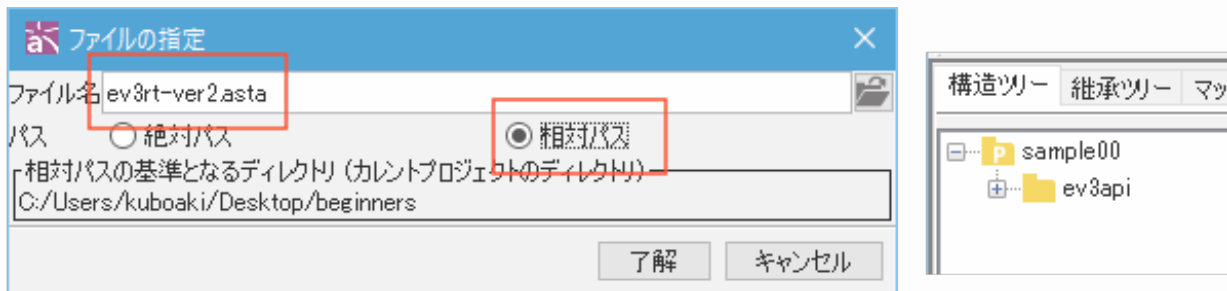 ファイルの指定
ファイル名 ev3rt-ver2.asta
パス 絶対パス 相対パス
相対パスの基準となるディレクトリ (カレントプロジェクトのディレクトリ)
C:/Users/kuboaki/Desktop/beginners
了解 キャンセル
構造ツリー 継承ツリー マッ
sample00
ev3api